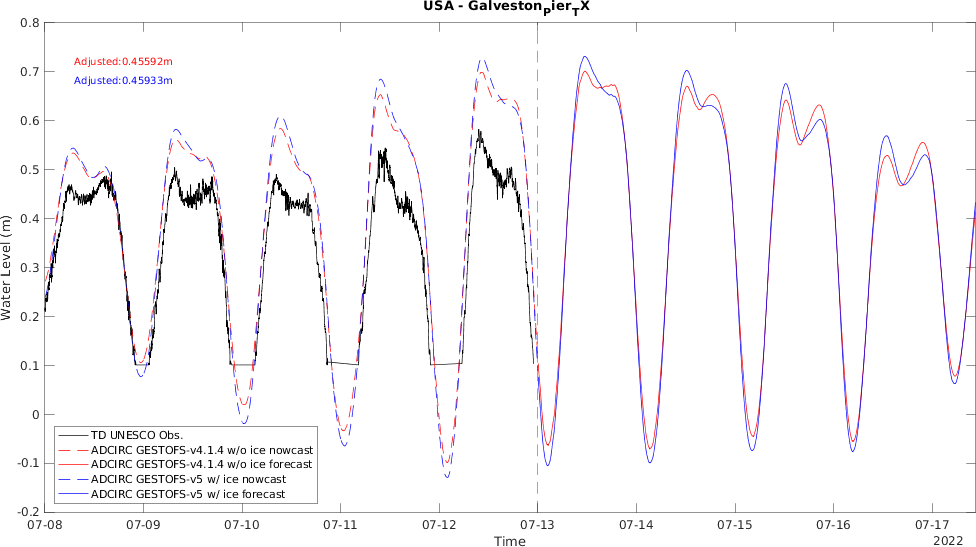 USA - Galveston_Pier_TX
Adjusted:0.45592m
Adjusted:0.45933m
0.8
0.7
0.6
0.5
0.4
0.3
0.2
0.1
0
-0.1
-0.2
Water Level (m)
TD UNESCO Obs.
ADCIRC GESTOFS-v4.1.4 w/o ice nowcast
ADCIRC GESTOFS-v4.1.4 w/o ice forecast
ADCIRC GESTOFS-v5 w/ ice nowcast
ADCIRC GESTOFS-v5 w/ ice forecast
07-08 07-09 07-10 07-11 07-12 07-13 07-14 07-15 07-16 07-17
Time
2022